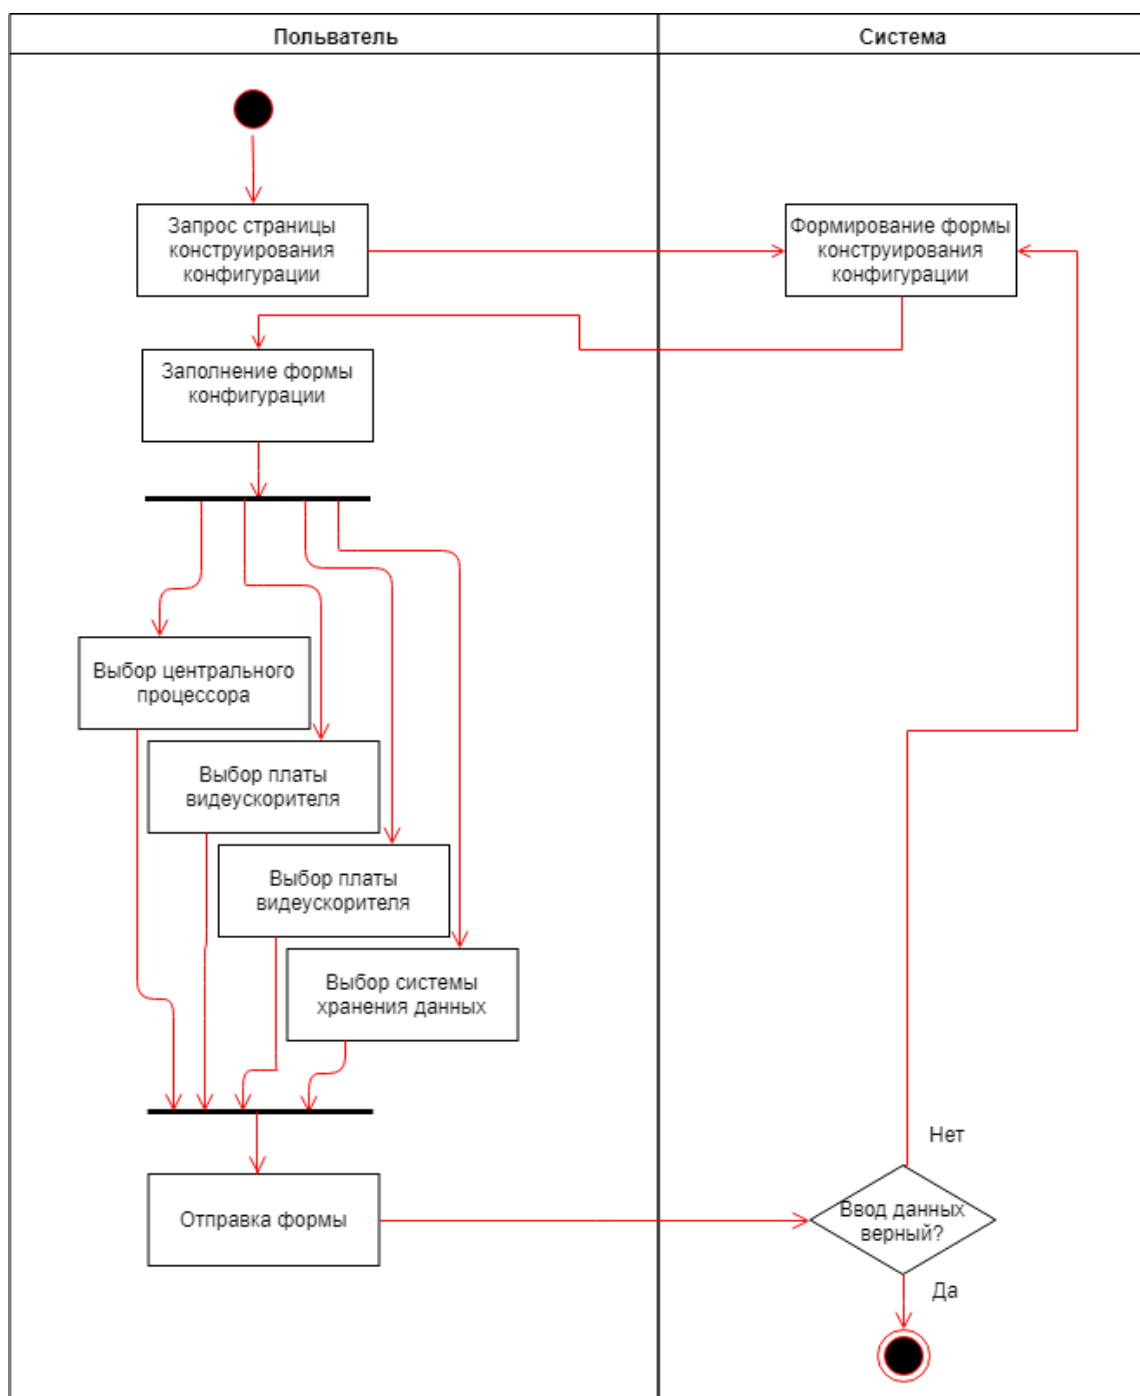 Польватель
Система
Запрос страницы
конструирования
конфигурации
Формирование формы
конструирования
конфигурации
Заполнение формы
конфигурации
Выбор центрального
процессора
Выбор платы
видеускорителя
Выбор платы
видеускорителя
Выбор системы
хранения данных
Отправка формы
Нет
Ввод данных
верный?
Да